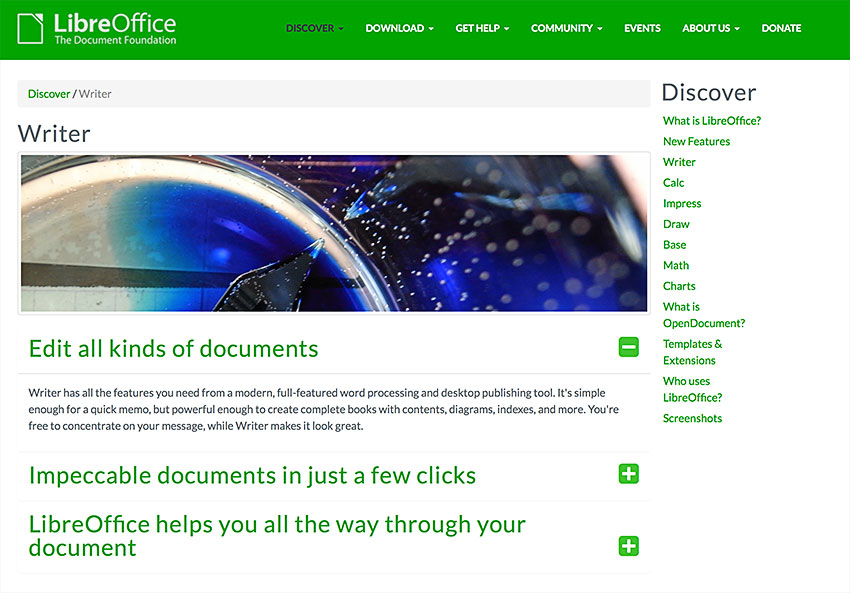 LibreOffice
The Document Foundation
DISCOVER
DOWNLOAD
GET HELP
COMMUNITY
EVENTS
ABOUT US
DONATE
Discover / Writer
Writer
Edit all kinds of documents
Writer has all the features you need from a modern, full-featured word processing and desktop publishing tool. It's simple
enough for a quick memo, but powerful enough to create complete books with contents, diagrams, indexes, and more. You're
free to concentrate on your message, while Writer makes it look great.
Impeccable documents in just a few clicks
LibreOffice helps you all the way through your
document
Discover
What is LibreOffice?
New Features
Writer
Calc
Impress
Draw
Base
Math
Charts
What is
OpenDocument?
Templates &
Extensions
Who uses
LibreOffice?
Screenshots